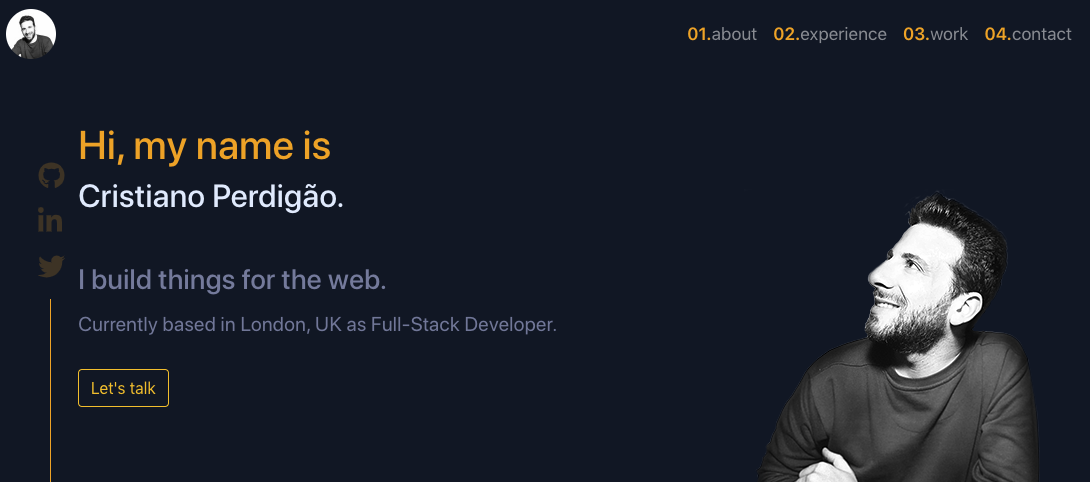 01.about 02.experience 03.work 04.contact
Hi, my name is
Cristiano Perdigão.
I build things for the web.
Currently based in London, UK as Full-Stack Developer.
Let's talk